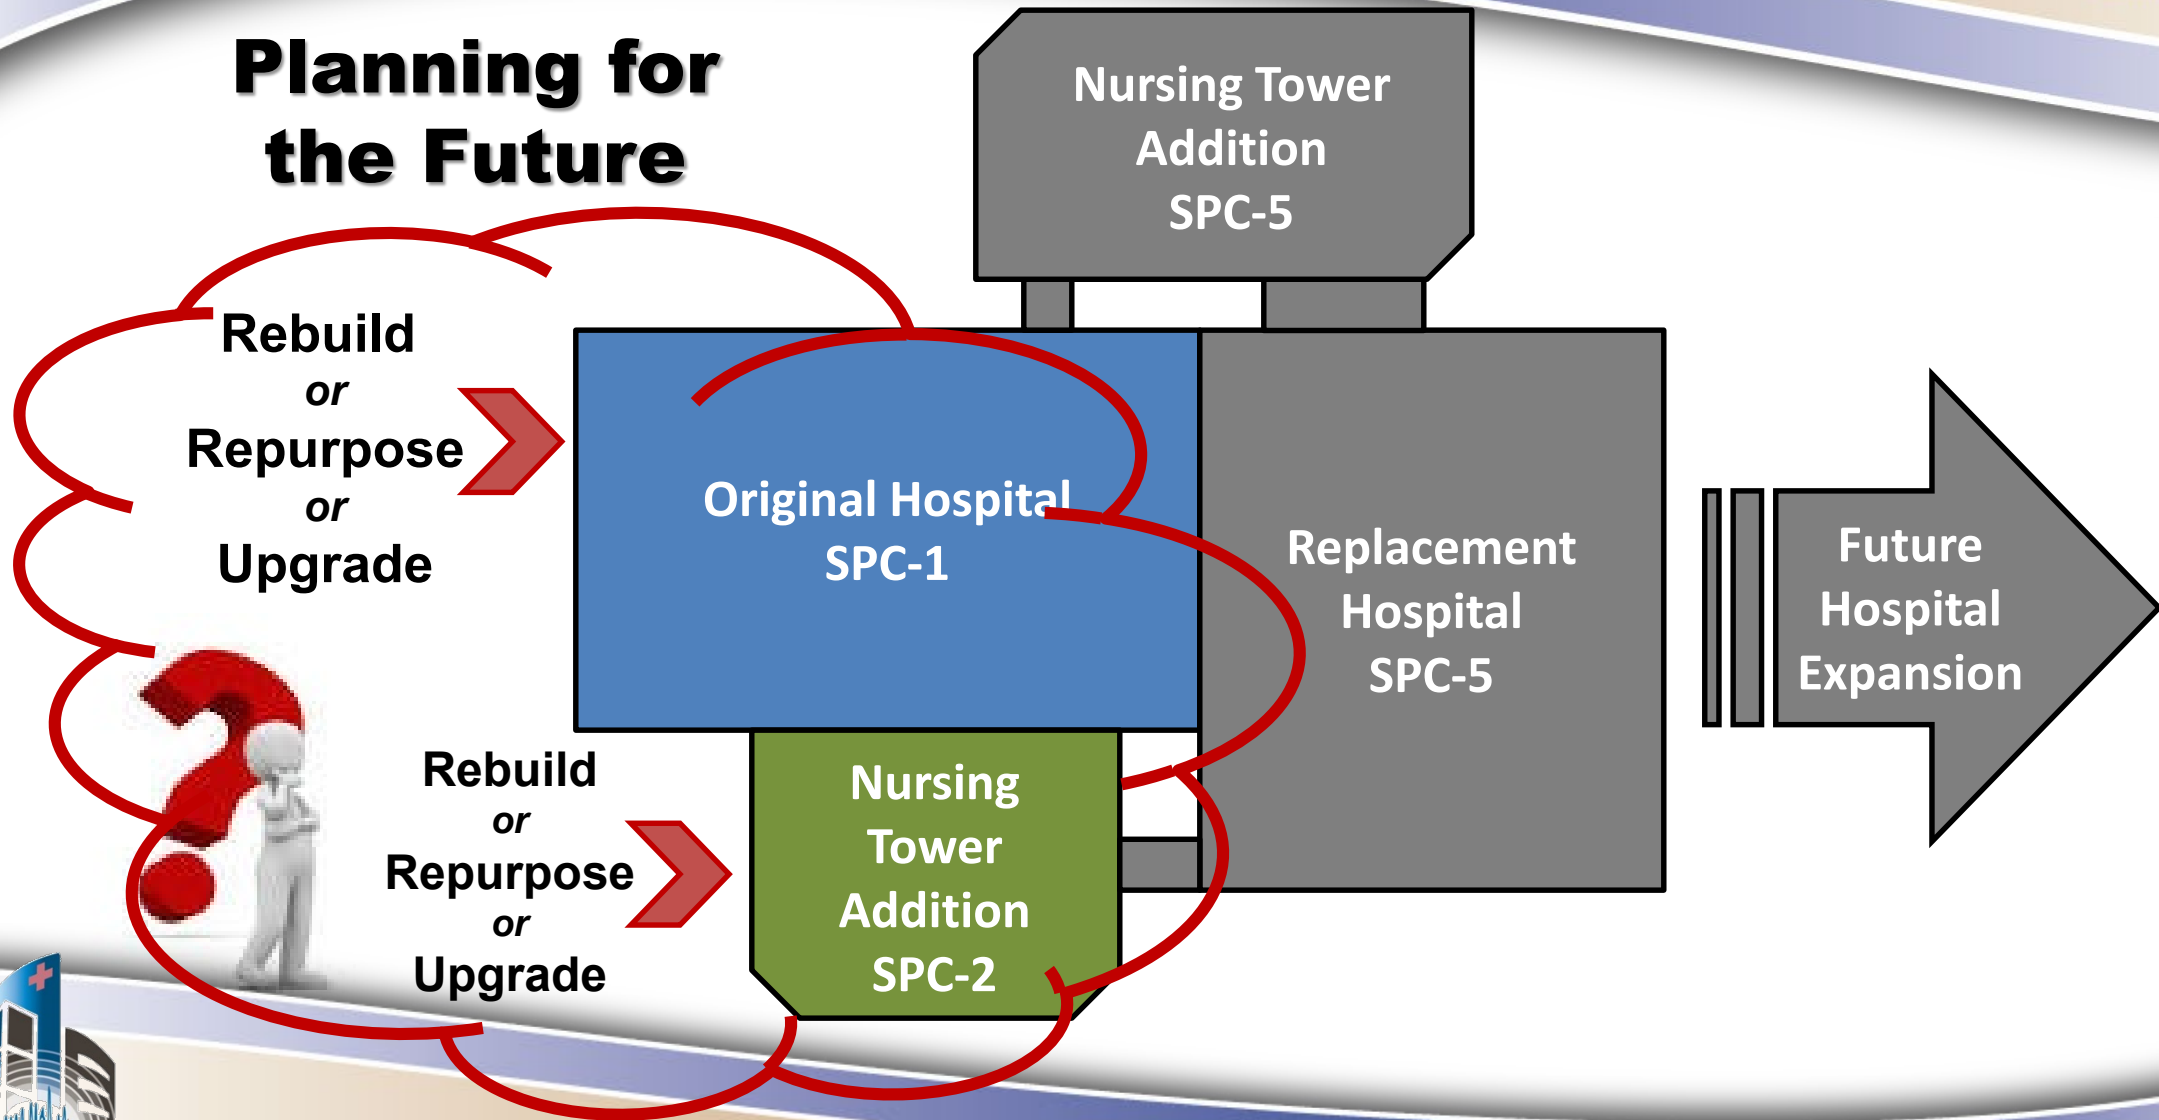 Planning for
the Future
Nursing Tower
Addition
SPC-5
Rebuild
or
Repurpose
or
Upgrade
Original Hospital
SPC-1
Replacement
Hospital
SPC-5
Future
Hospital
Expansion
Rebuild
or
Repurpose
or
Upgrade
Nursing
Tower
Addition
SPC-2